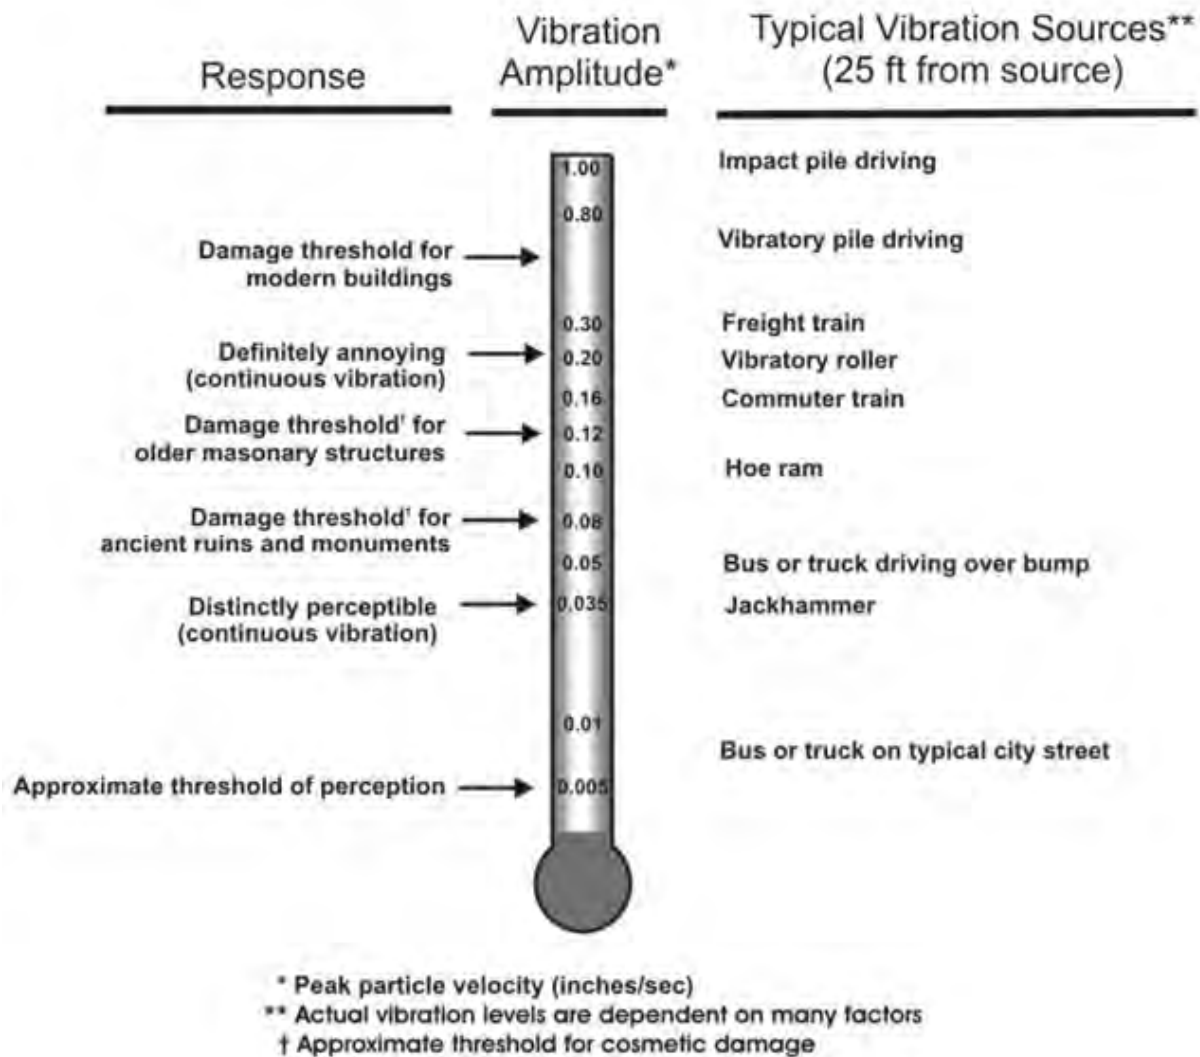 Response
Vibration
Amplitude*
Typical Vibration Sources**
(25 ft from source)
1.00
Impact pile driving
0.80
Damage threshold for
modern buildings
Vibratory pile driving
0.30
Freight train
Definitely annoying
(continuous vibration)
0.20
Vibratory roller
0.16
Commuter train
Damage threshold† for
older masonary structures
0.12
0.10
Hoe ram
Damage threshold† for
ancient ruins and monuments
0.08
0.05
Bus or truck driving over bump
Distinctly perceptible
(continuous vibration)
0.035
Jackhammer
0.01
Bus or truck on typical city street
Approximate threshold of perception
0.005
* Peak particle velocity (inches/sec)
** Actual vibration levels are dependent on many factors
† Approximate threshold for cosmetic damage